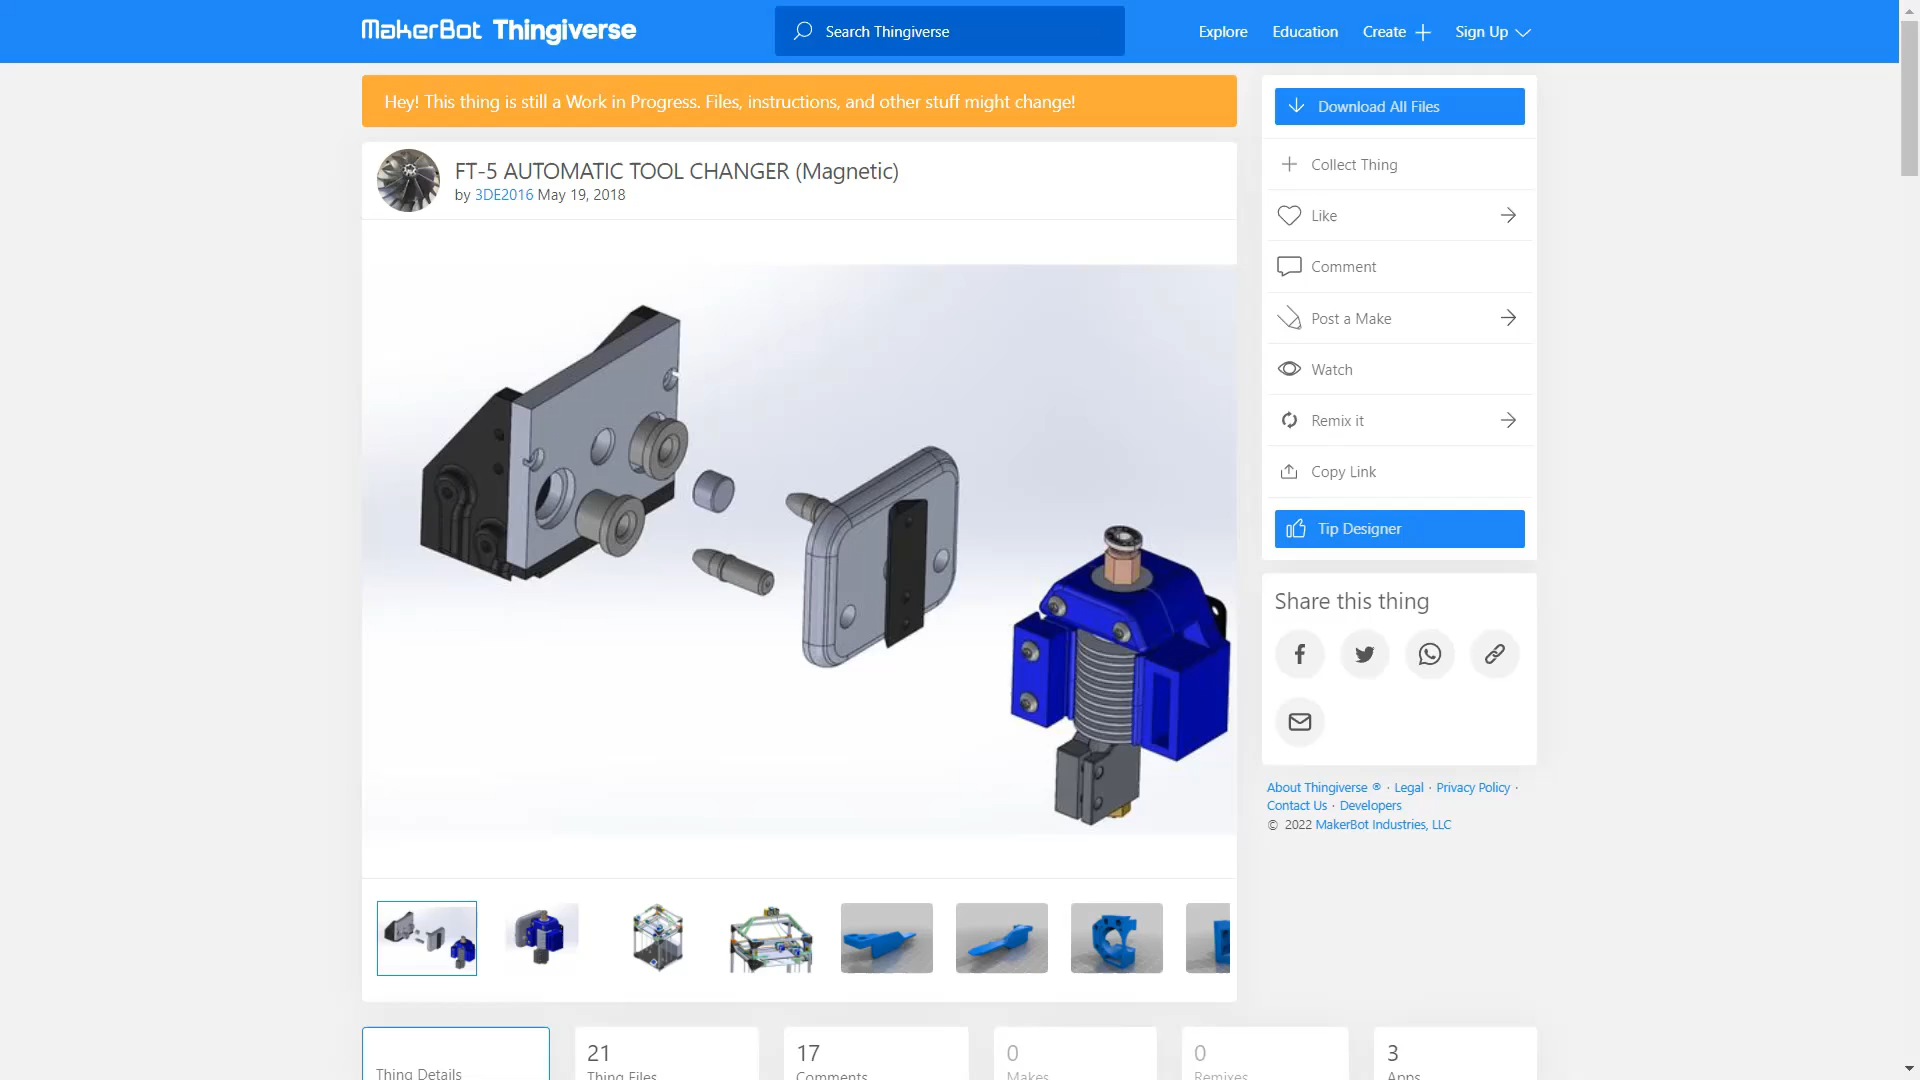 MakerBot Thingiverse
Search Thingiverse
Explore
Education
Create
Sign Up
Hey! This thing is still a Work in Progress. Files, instructions, and other stuff might change!
FT-5 AUTOMATIC TOOL CHANGER (Magnetic)
by 3DE2016 May 19, 2018
Download All Files
Collect Thing
Like
Comment
Post a Make
Watch
Remix it
Copy Link
Tip Designer
Share this thing
About Thingiverse ® · Legal · Privacy Policy ·
Contact Us · Developers
© 2022 MakerBot Industries, LLC
Thing Details
21
Thing Files
17
Comments
0
Makes
0
Remixes
3
Apps